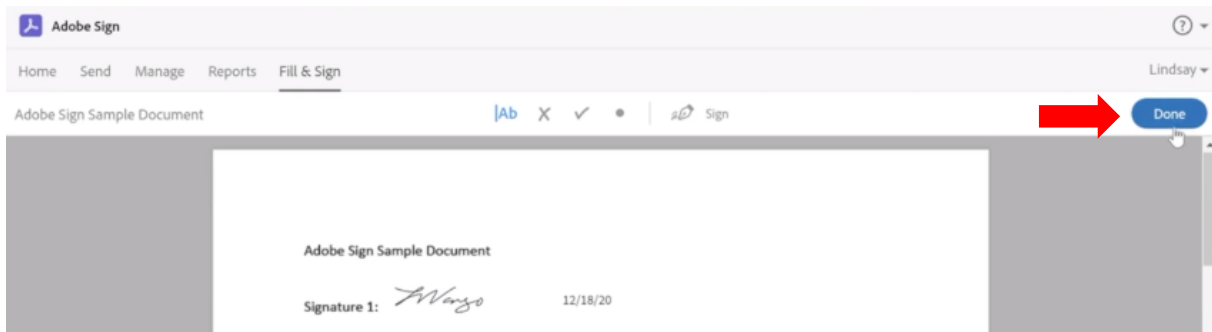 Adobe Sign
Home Send Manage Reports Fill & Sign Lindsay
Adobe Sign Sample Document Ab Sign Done
Adobe Sign Sample Document
Signature 1: 12/18/20